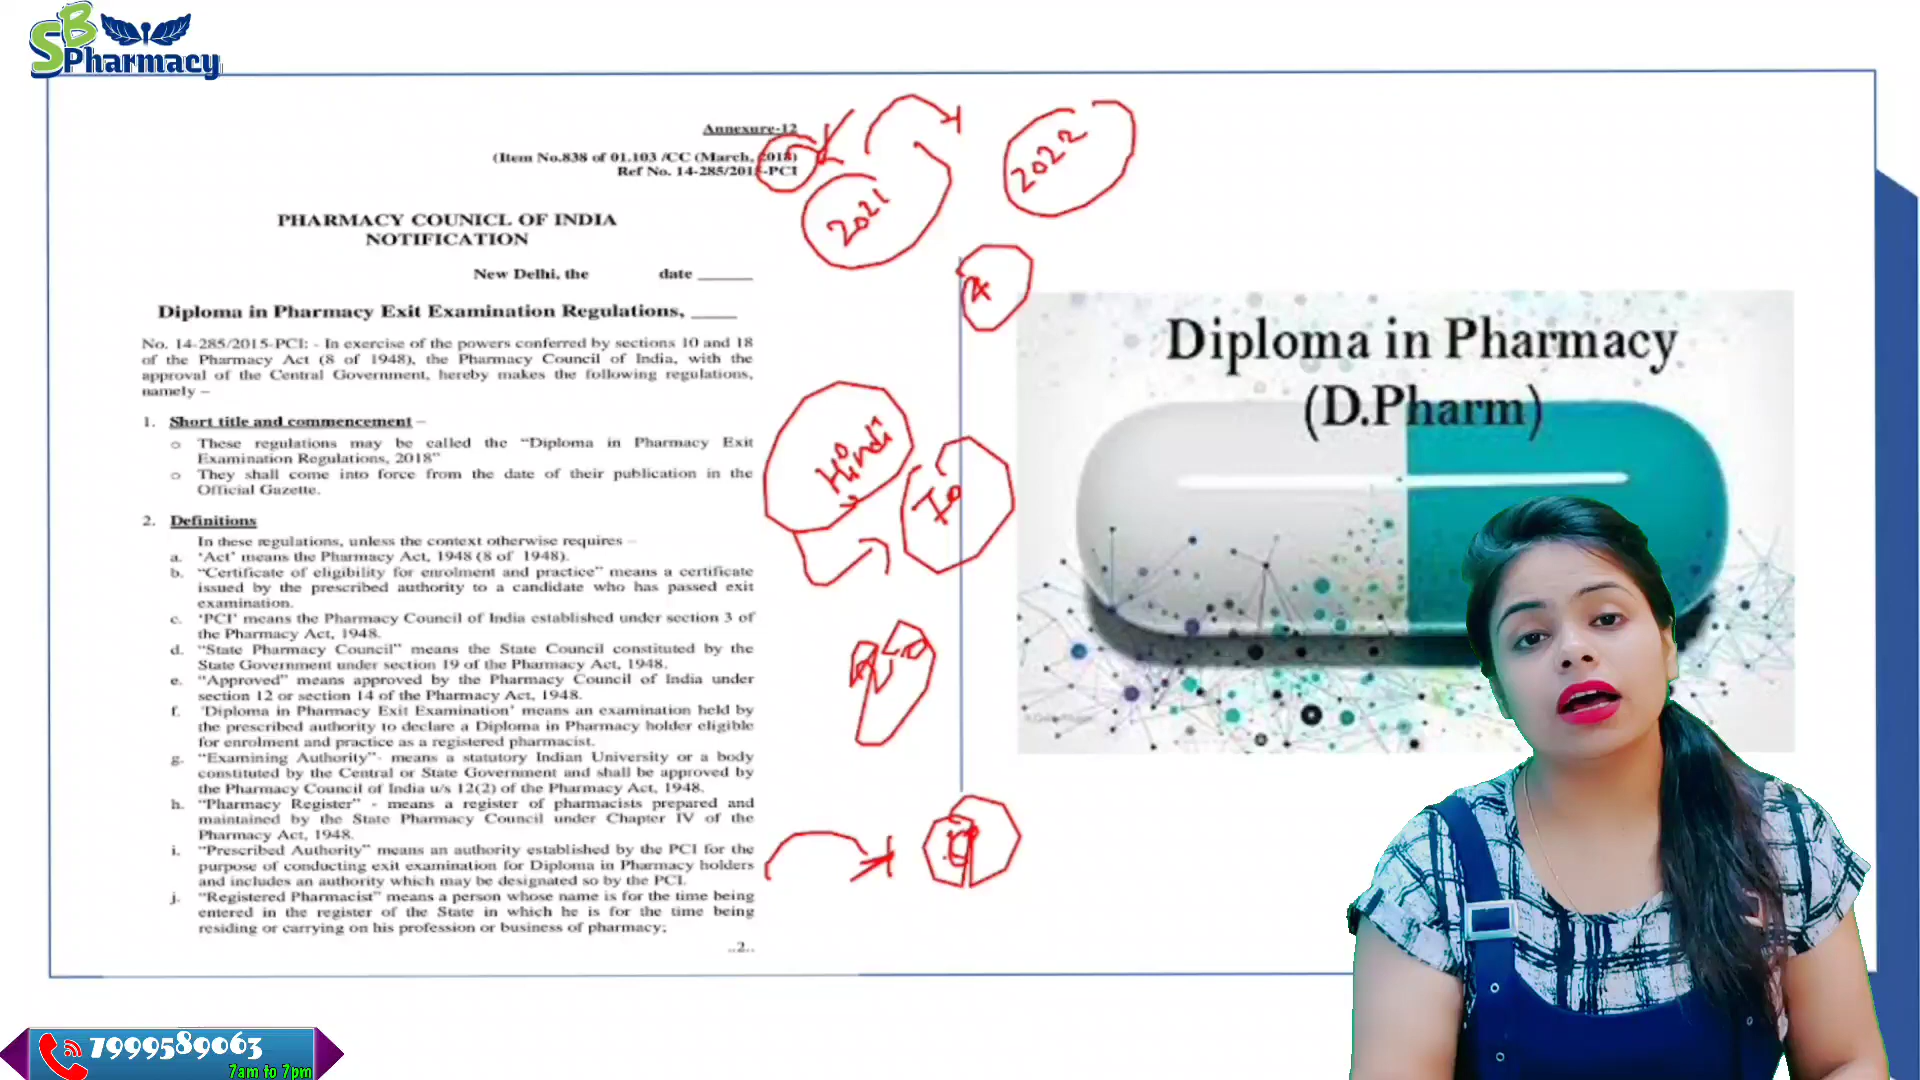 SB
Pharmacy
Annexure-12
(Item No.838 of 01.103 /CC (March, 2018)
Ref No. 14-285/2015-PCI
PHARMACY COUNICL OF INDIA
NOTIFICATION
New Delhi, the date ______
Diploma in Pharmacy Exit Examination Regulations, ____
No. 14-285/2015-PCI: - In exercise of the powers conferred by sections 10 and 18
of the Pharmacy Act (8 of 1948), the Pharmacy Council of India, with the
approval of the Central Government, hereby makes the following regulations,
namely –
1. Short title and commencement –
o These regulations may be called the “Diploma in Pharmacy Exit
Examination Regulations, 2018”
o They shall come into force from the date of their publication in the
Official Gazette.
2. Definitions
In these regulations, unless the context otherwise requires –
a. ‘Act’ means the Pharmacy Act, 1948 (8 of 1948).
b. “Certificate of eligibility for enrolment and practice” means a certificate
issued by the prescribed authority to a candidate who has passed exit
examination.
c. ‘PCI’ means the Pharmacy Council of India established under section 3 of
the Pharmacy Act, 1948.
d. “State Pharmacy Council” means the State Council constituted by the
State Government under section 19 of the Pharmacy Act, 1948.
e. “Approved” means approved by the Pharmacy Council of India under
section 12 or section 14 of the Pharmacy Act, 1948.
f. 'Diploma in Pharmacy Exit Examination' means an examination held by
the prescribed authority to declare a Diploma in Pharmacy holder eligible
for enrolment and practice as a registered pharmacist.
g. “Examining Authority”- means a statutory Indian University or a body
constituted by the Central or State Government and shall be approved by
the Pharmacy Council of India u/s 12(2) of the Pharmacy Act, 1948.
h. “Pharmacy Register” - means a register of pharmacists prepared and
maintained by the State Pharmacy Council under Chapter IV of the
Pharmacy Act, 1948.
i. “Prescribed Authority” means an authority established by the PCI for the
purpose of conducting exit examination for Diploma in Pharmacy holders
and includes an authority which may be designated so by the PCI.
j. “Registered Pharmacist” means a person whose name is for the time being
entered in the register of the State in which he is for the time being
residing or carrying on his profession or business of pharmacy;
..2..
2021
2022
Hindi
Diploma in Pharmacy
(D.Pharm)
7999589063
7am to 7pm